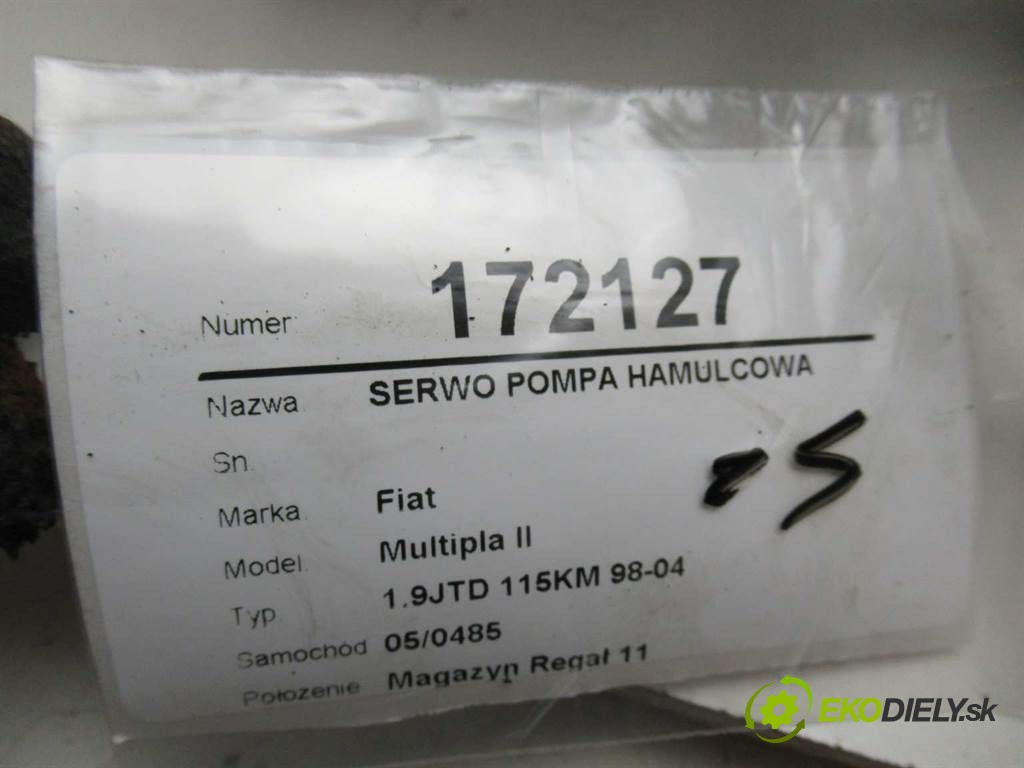 Numer 172127
Nazwa SERWO POMPA HAMULCOWA
Sn.
Marka Fiat
Model Multipla II
Typ 1.9JTD 115KM 98-04
Samochód 05/0485
Położenie Magazyn Regał 11
EKODIELY.sk